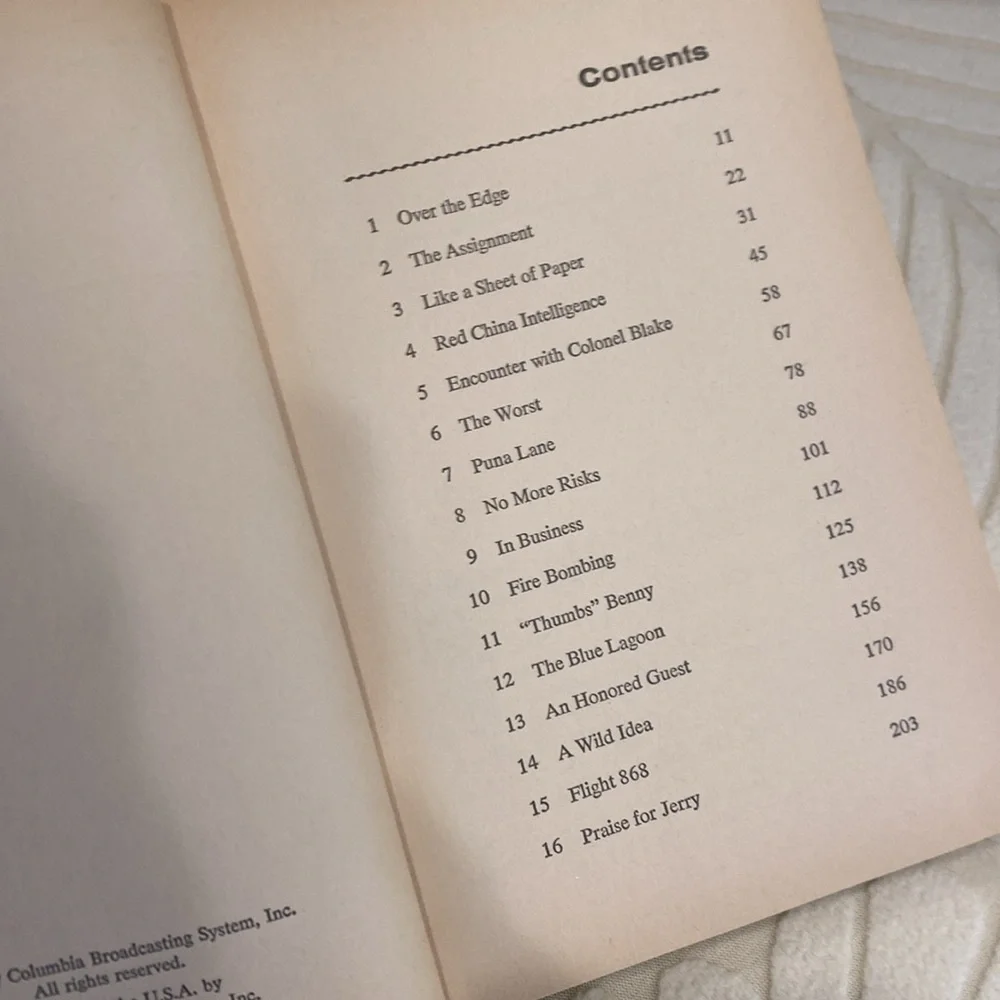 Columbia Broadcasting System, Inc.
All rights reserved.
U.S.A. by
Inc.
Contents
1 Over the Edge 11
2 The Assignment 22
3 Like a Sheet of Paper 31
4 Red China Intelligence 45
5 Encounter with Colonel Blake 58
6 The Worst 67
7 Puna Lane 78
8 No More Risks 88
9 In Business 101
10 Fire Bombing 112
11 “Thumbs” Benny 125
12 The Blue Lagoon 138
13 An Honored Guest 156
14 A Wild Idea 170
15 Flight 868 186
16 Praise for Jerry 203